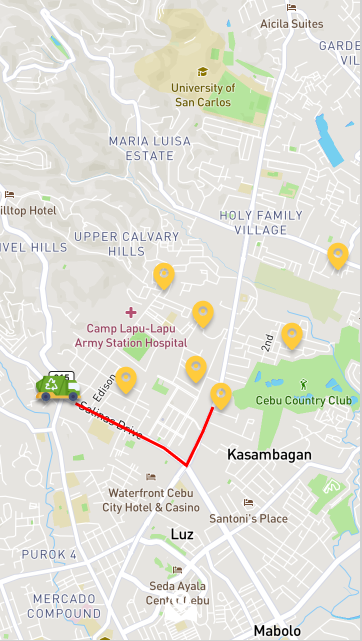 Aicila Suites
GARDE
VIL
University of
San Carlos
MARIA LUISA
ESTATE
illtop Hotel
HOLY FAMILY
VILLAGE
UPPER CALVARY
HILLS
IVEL HILLS
Camp Lapu-Lapu
Army Station Hospital
2nd
Edison
Salinas Drive
Cebu Country Club
Kasambagan
Waterfront Cebu
City Hotel & Casino
Santoni's Place
Luz
PUROK 4
Seda Ayala
Center Cebu
MERCADO
COMPOUND
Mabolo